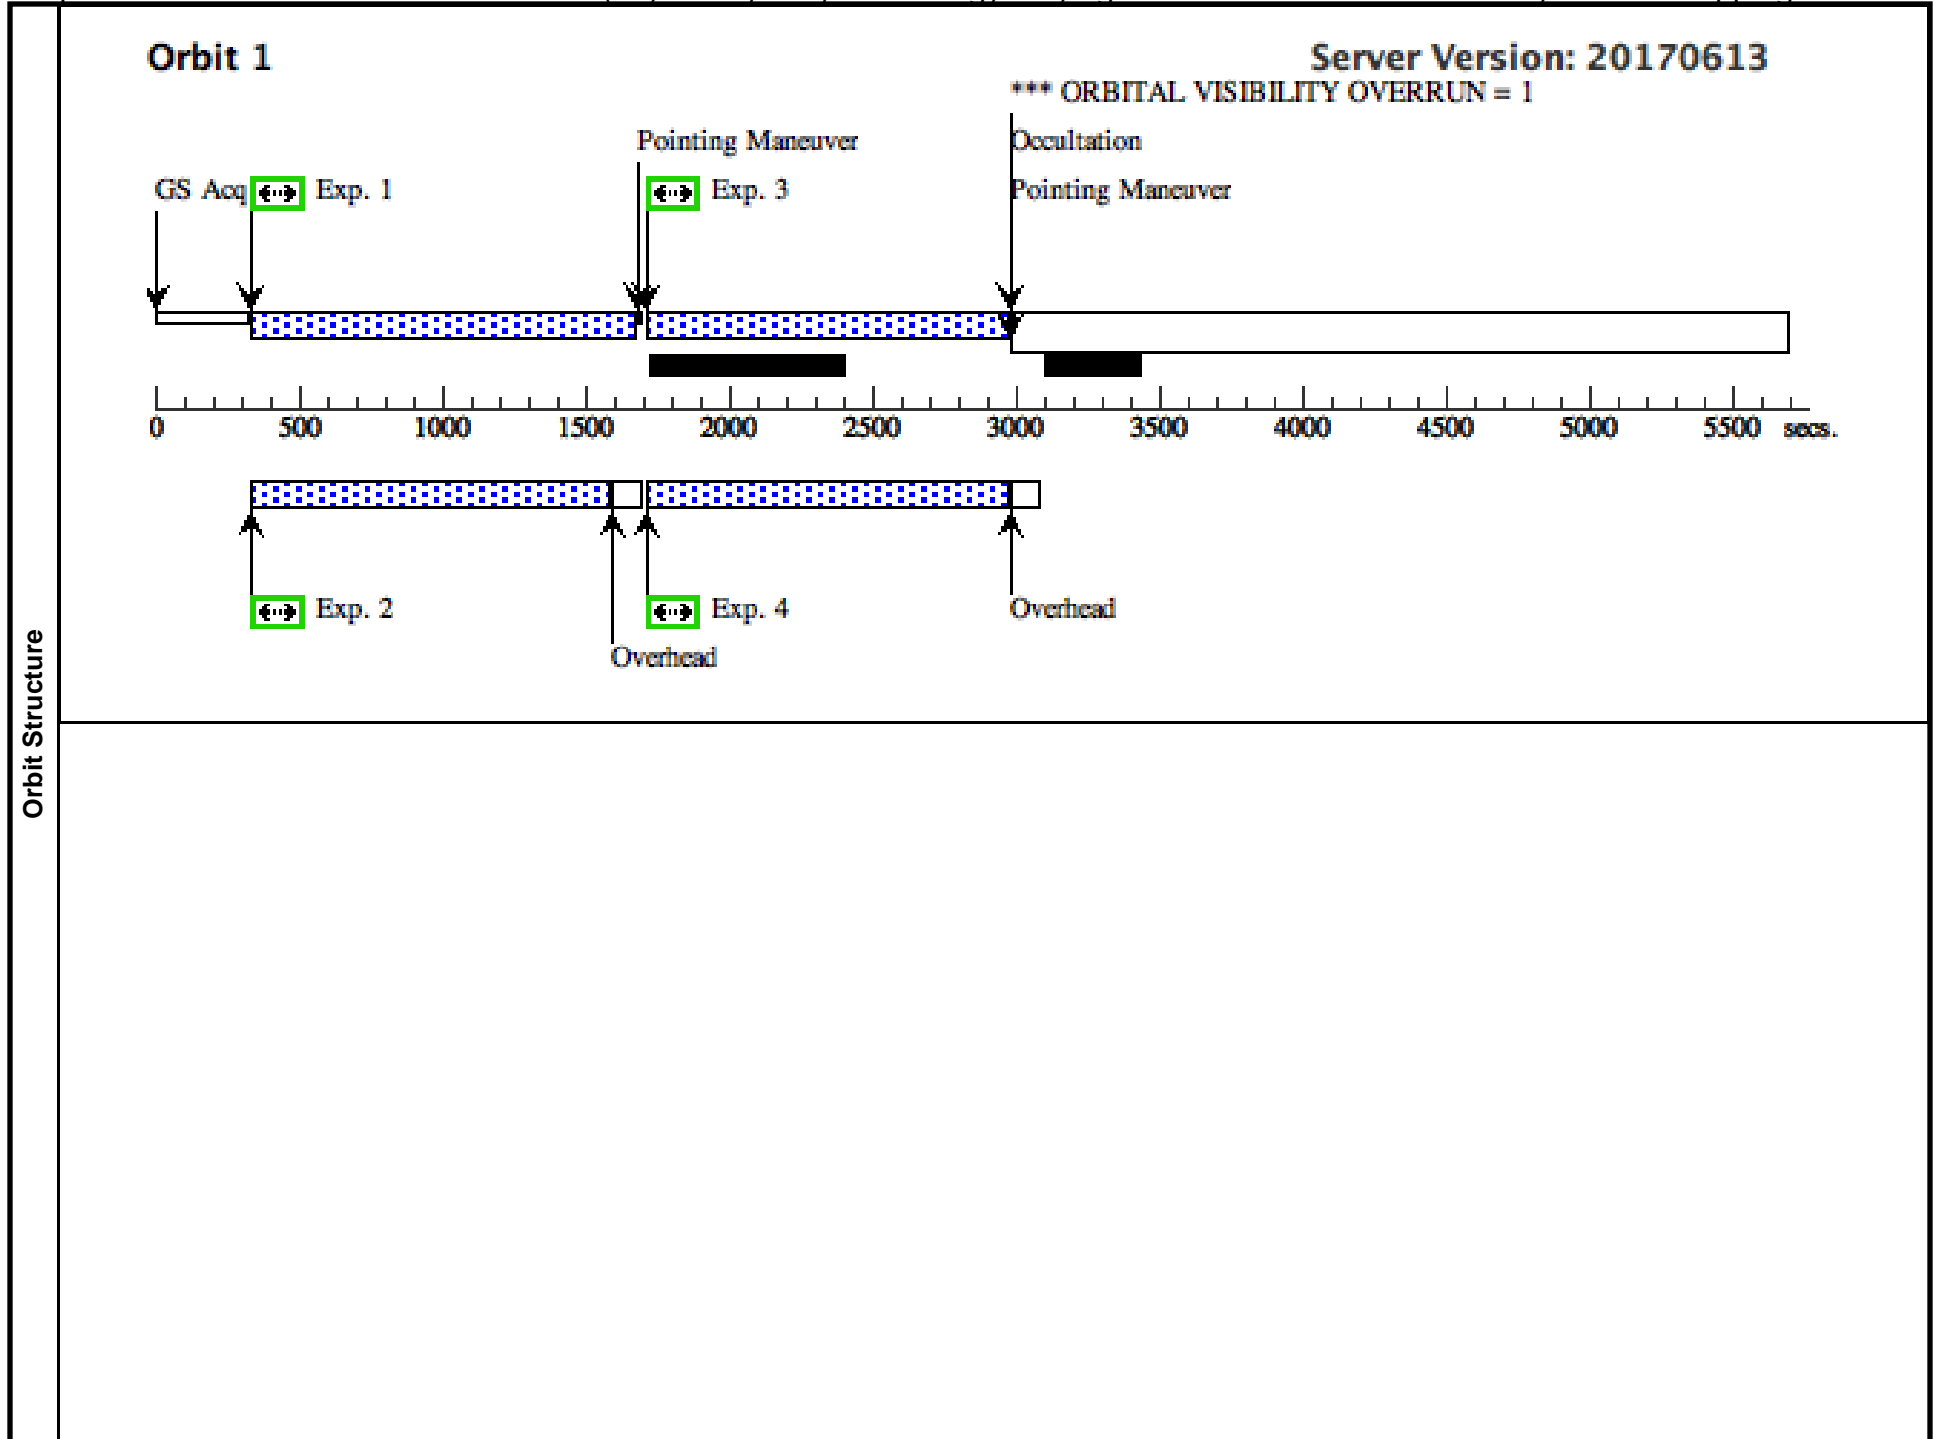 Orbit 1
Server Version: 20170613
*** ORBITAL VISIBILITY OVERRUN = 1
Pointing Maneuver
Occultation
GS Acq
Exp. 1
Exp. 3
Pointing Maneuver
0 500 1000 1500 2000 2500 3000 3500 4000 4500 5000 5500 secs.
Exp. 2
Exp. 4
Overhead
Overhead
Orbit Structure